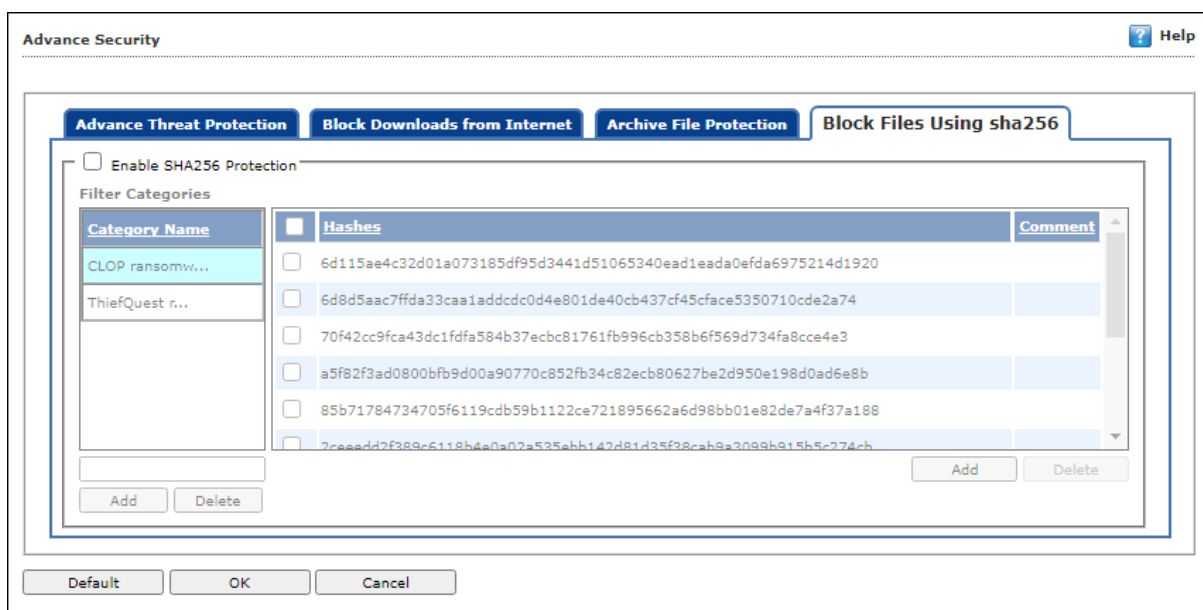 Advance Security
Help
Advance Threat Protection Block Downloads from Internet Archive File Protection Block Files Using sha256
Enable SHA256 Protection
Filter Categories
Category Name Hashes Comment
CLOP ransomw... 6d115ae4c32d01a073185df95d3441d51065340ead1eada0efda6975214d1920
6d8d5aac7ffda33caa1addcdc0d4e801de40cb437cf45cface5350710cde2a74
ThiefQuest r...
70f42cc9fca43dc1fdfa584b37ecbc81761fb996cb358b6f569d734fa8cce4e3
a5f82f3ad0800bfb9d00a90770c852fb34c82ecb80627be2d950e198d0ad6e8b
85b71784734705f6119cdb59b1122ce721895662a6d98bb01e82de7a4f37a188
2ceeedd2f389c6118b4e0a02a535ebb142d81d35f38cab9a3099b915b5c274cb
Add Delete
Add Delete
Default OK Cancel